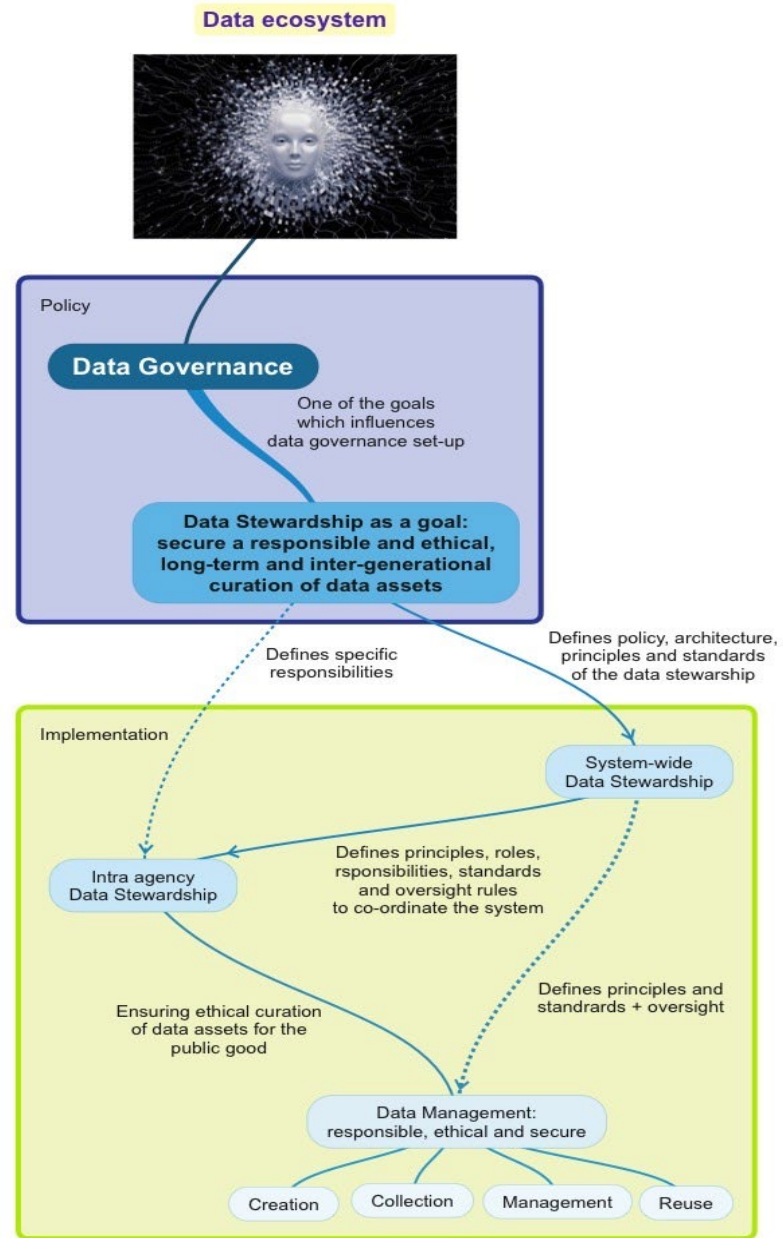 Data ecosystem
Policy
Data Governance
One of the goals
which influences
data governance set-up
Data Stewardship as a goal:
secure a responsible and ethical,
long-term and inter-generational
curation of data assets
Defines specific
responsibilities
Defines policy, architecture,
principles and standards
of the data stewarship
Implementation
System-wide
Data Stewardship
Intra agency
Data Stewardship
Defines principles, roles,
rsponsibilities, standards
and oversight rules
to co-ordinate the system
Ensuring ethical curation
of data assets for the
public good
Defines principles and
standrards + oversight
Data Management:
responsible, ethical and secure
Creation
Collection
Management
Reuse